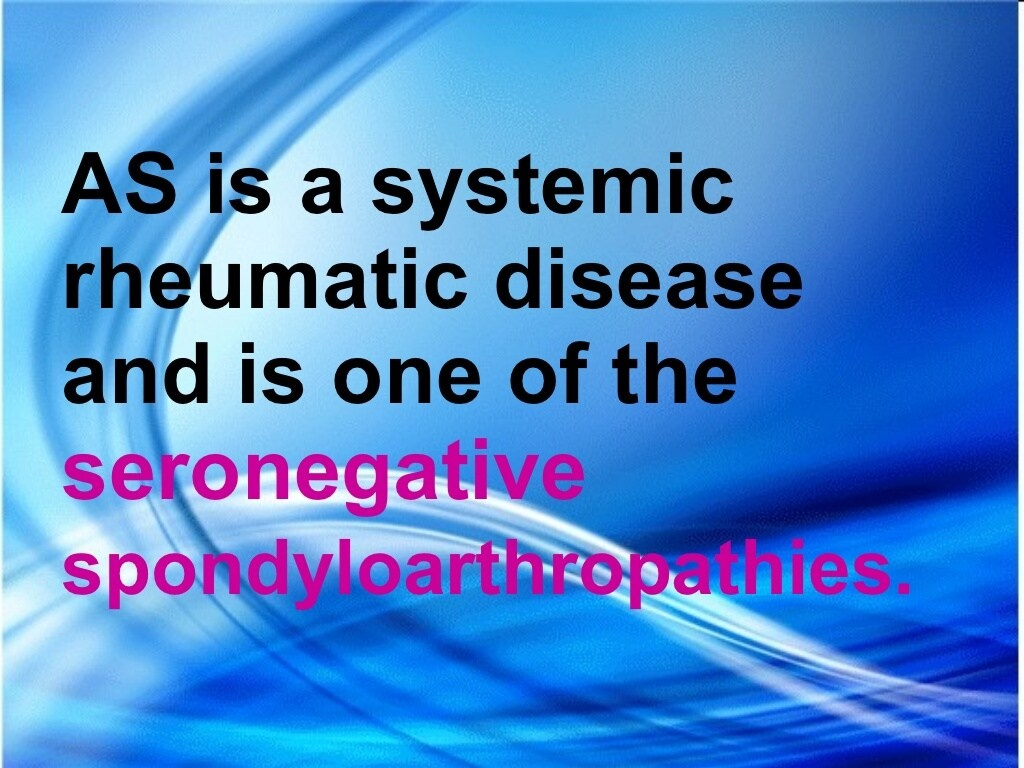 AS is a systemic
rheumatic disease
and is one of the
seronegative
spondyloarthropathies.